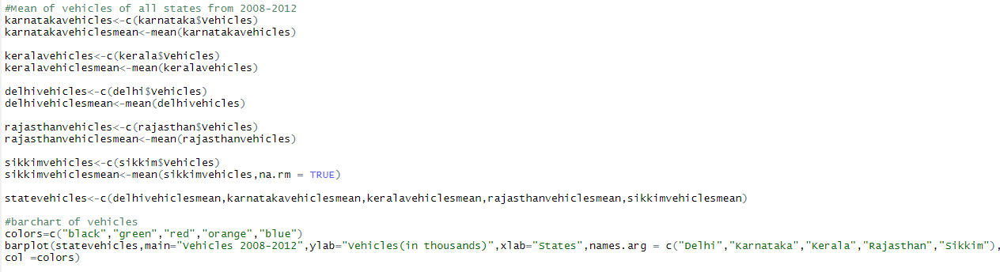 #Mean of vehicles of all states from 2008-2012
karnatakavehicles<-c(karnataka$Vehicles)
karnatakavehiclesmean<-mean(karnatakavehicles)
keralavehicles<-c(kerala$Vehicles)
keralavehiclesmean<-mean(keralavehicles)
delhivehicles<-c(delhi$Vehicles)
delhivehiclesmean<-mean(delhivehicles)
rajasthanvehicles<-c(rajasthan$Vehicles)
rajasthanvehiclesmean<-mean(rajasthanvehicles)
sikkimvehicles<-c(sikkim$Vehicles)
sikkimvehiclesmean<-mean(sikkimvehicles,na.rm = TRUE)
statevehicles<-c(delhivehiclesmean,karnatakavehiclesmean,keralavehiclesmean,rajasthanvehiclesmean,sikkimvehiclesmean)
#barchart of vehicles
colors=c("black","green","red","orange","blue")
barplot(statevehicles,main="Vehicles 2008-2012",ylab="Vehicles(in thousands)",xlab="States",names.arg = c("Delhi","Karnataka","Kerala","Rajasthan","Sikkim"),
col =colors)